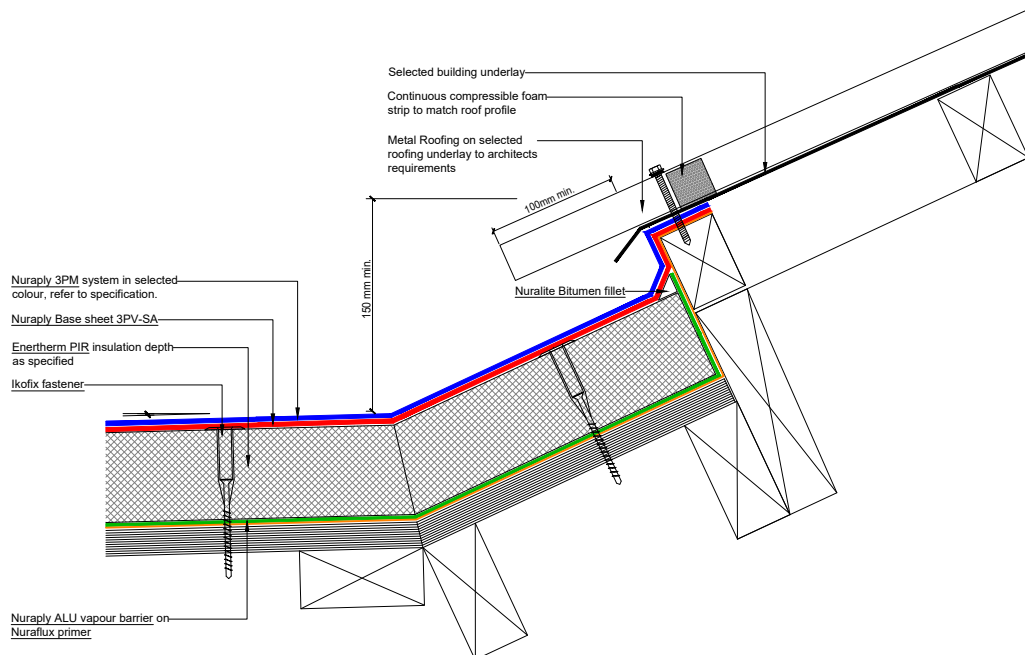 Selected building underlay
Continuous compressible foam
strip to match roof profile
Metal Roofing on selected
roofing underlay to architects
requirements
100mm min.
150 mm min.
Nuraply 3PM system in selected
colour, refer to specification.
Nuraply Base sheet 3PV-SA
Enertherm PIR insulation depth
as specified
Ikofix fastener
Nuralite Bitumen fillet
Nuraply ALU vapour barrier on
Nuraflux primer